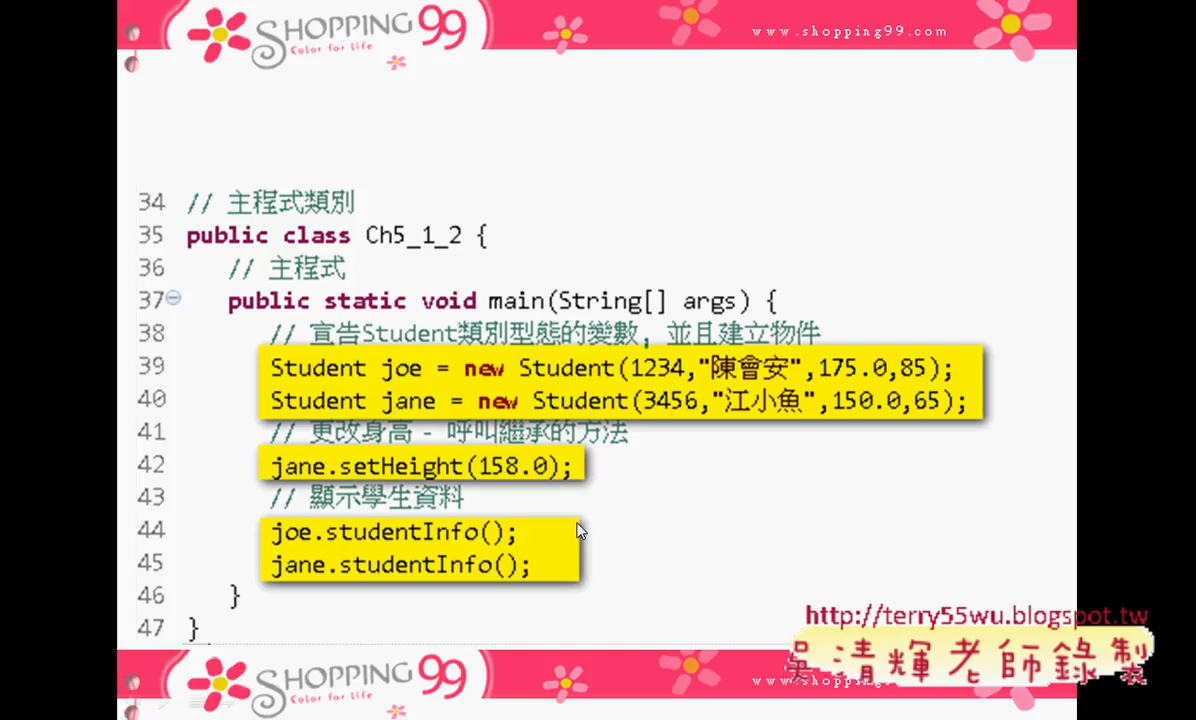 SHOPPING 99
Color for Life
www.shopping99.com
34 // 主程式類別
35 public class Ch5_1_2 {
36 // 主程式
37 public static void main(String[] args) {
38 // 宣告Student類別型態的變數, 並且建立物件
39 Student joe = new Student(1234,"陳會安",175.0,85);
40 Student jane = new Student(3456,"江小魚",150.0,65);
41 // 更改身高 - 呼叫繼承的方法
42 jane.setHeight(158.0);
43 // 顯示學生資料
44 joe.studentInfo();
45 jane.studentInfo();
46 }
47 }
http://terry55wu.blogspot.tw
吳清輝老師錄製
SHOPPING 99
Color for Life